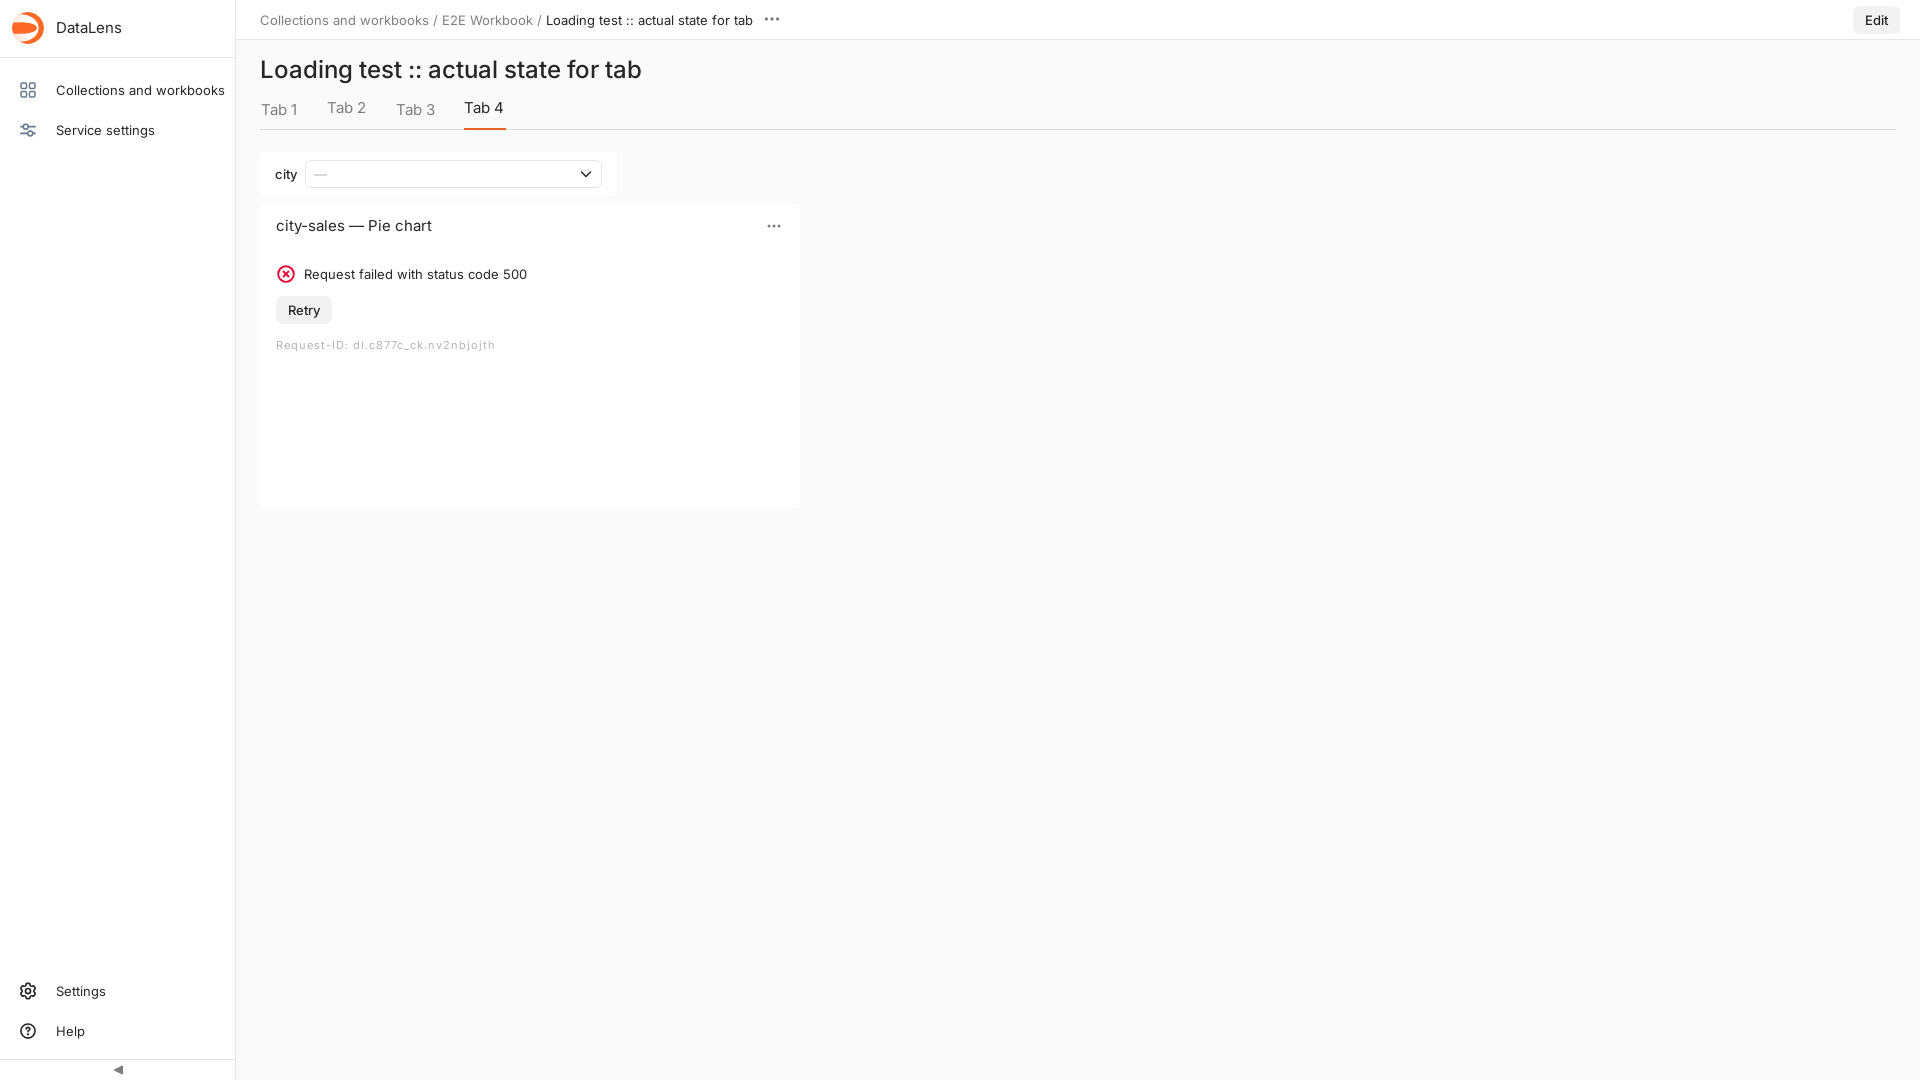 DataLens
Collections and workbooks
Service settings
Settings
Help
Collections and workbooks / E2E Workbook / Loading test :: actual state for tab
Edit
Loading test :: actual state for tab
Tab 1 Tab 2 Tab 3 Tab 4
city —
city-sales — Pie chart
Request failed with status code 500
Retry
Request-ID: dl.c877c_ck.nv2nbjojth